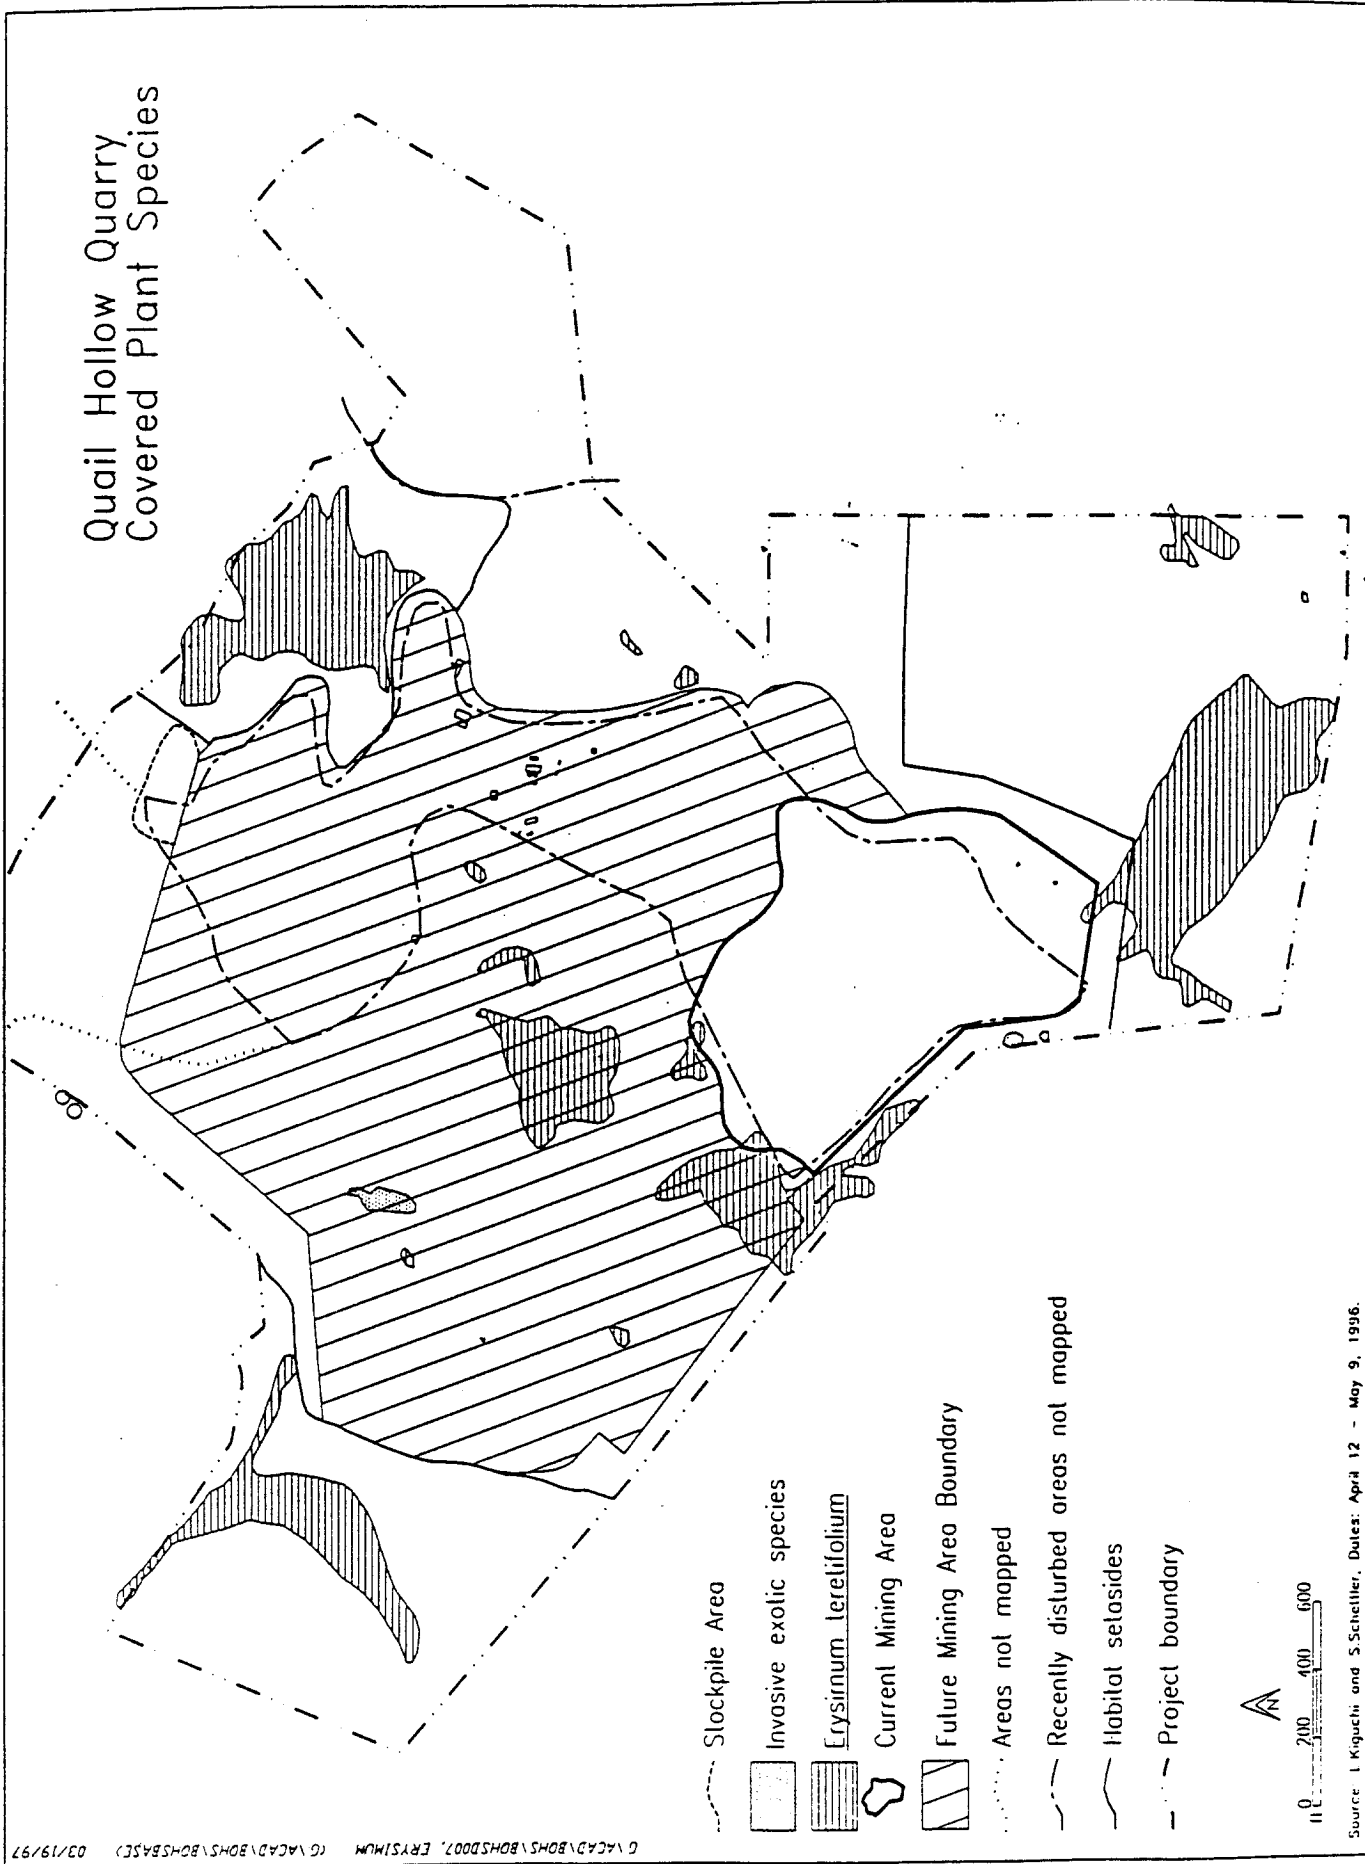 Quail Hollow Quarry
Covered Plant Species
Stockpile Area
Invasive exotic species
Erysimum teretifolium
Current Mining Area
Future Mining Area Boundary
Areas not mapped
Recently disturbed areas not mapped
Habitat setasides
Project boundary
N
0 200 400 600
ft
Source: I.Kiguchi and S.Schettler, Dates: April 12 - May 9, 1996.
G:\ACAD\BOHS\BOHSD007, ERYSIMUM (G:\ACAD\BOHS\BOHSBASE) 03/19/97